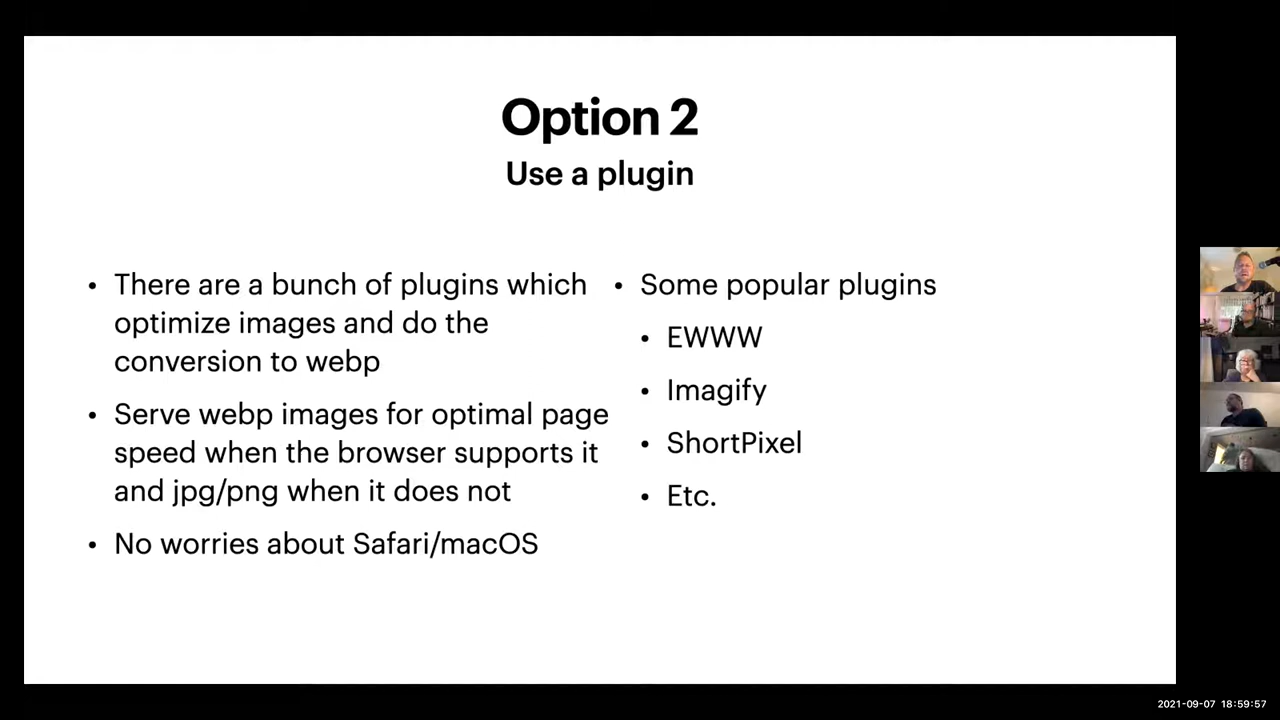 Option 2
Use a plugin
• There are a bunch of plugins which
optimize images and do the
conversion to webp
• Serve webp images for optimal page
speed when the browser supports it
and jpg/png when it does not
• No worries about Safari/macOS
• Some popular plugins
• EWWW
• Imagify
• ShortPixel
• Etc.
2021-09-07 18:59:57